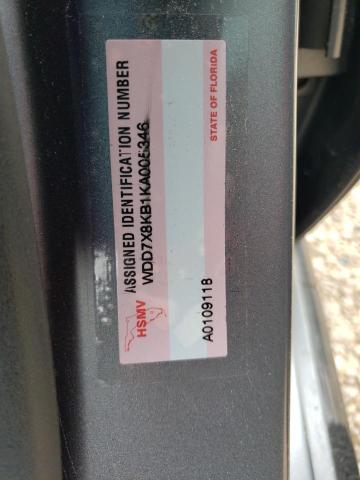 ASSIGNED IDENTIFICATION NUMBER
WDD7X8KB1KA005346
HSMV
A0109118
STATE OF FLORIDA